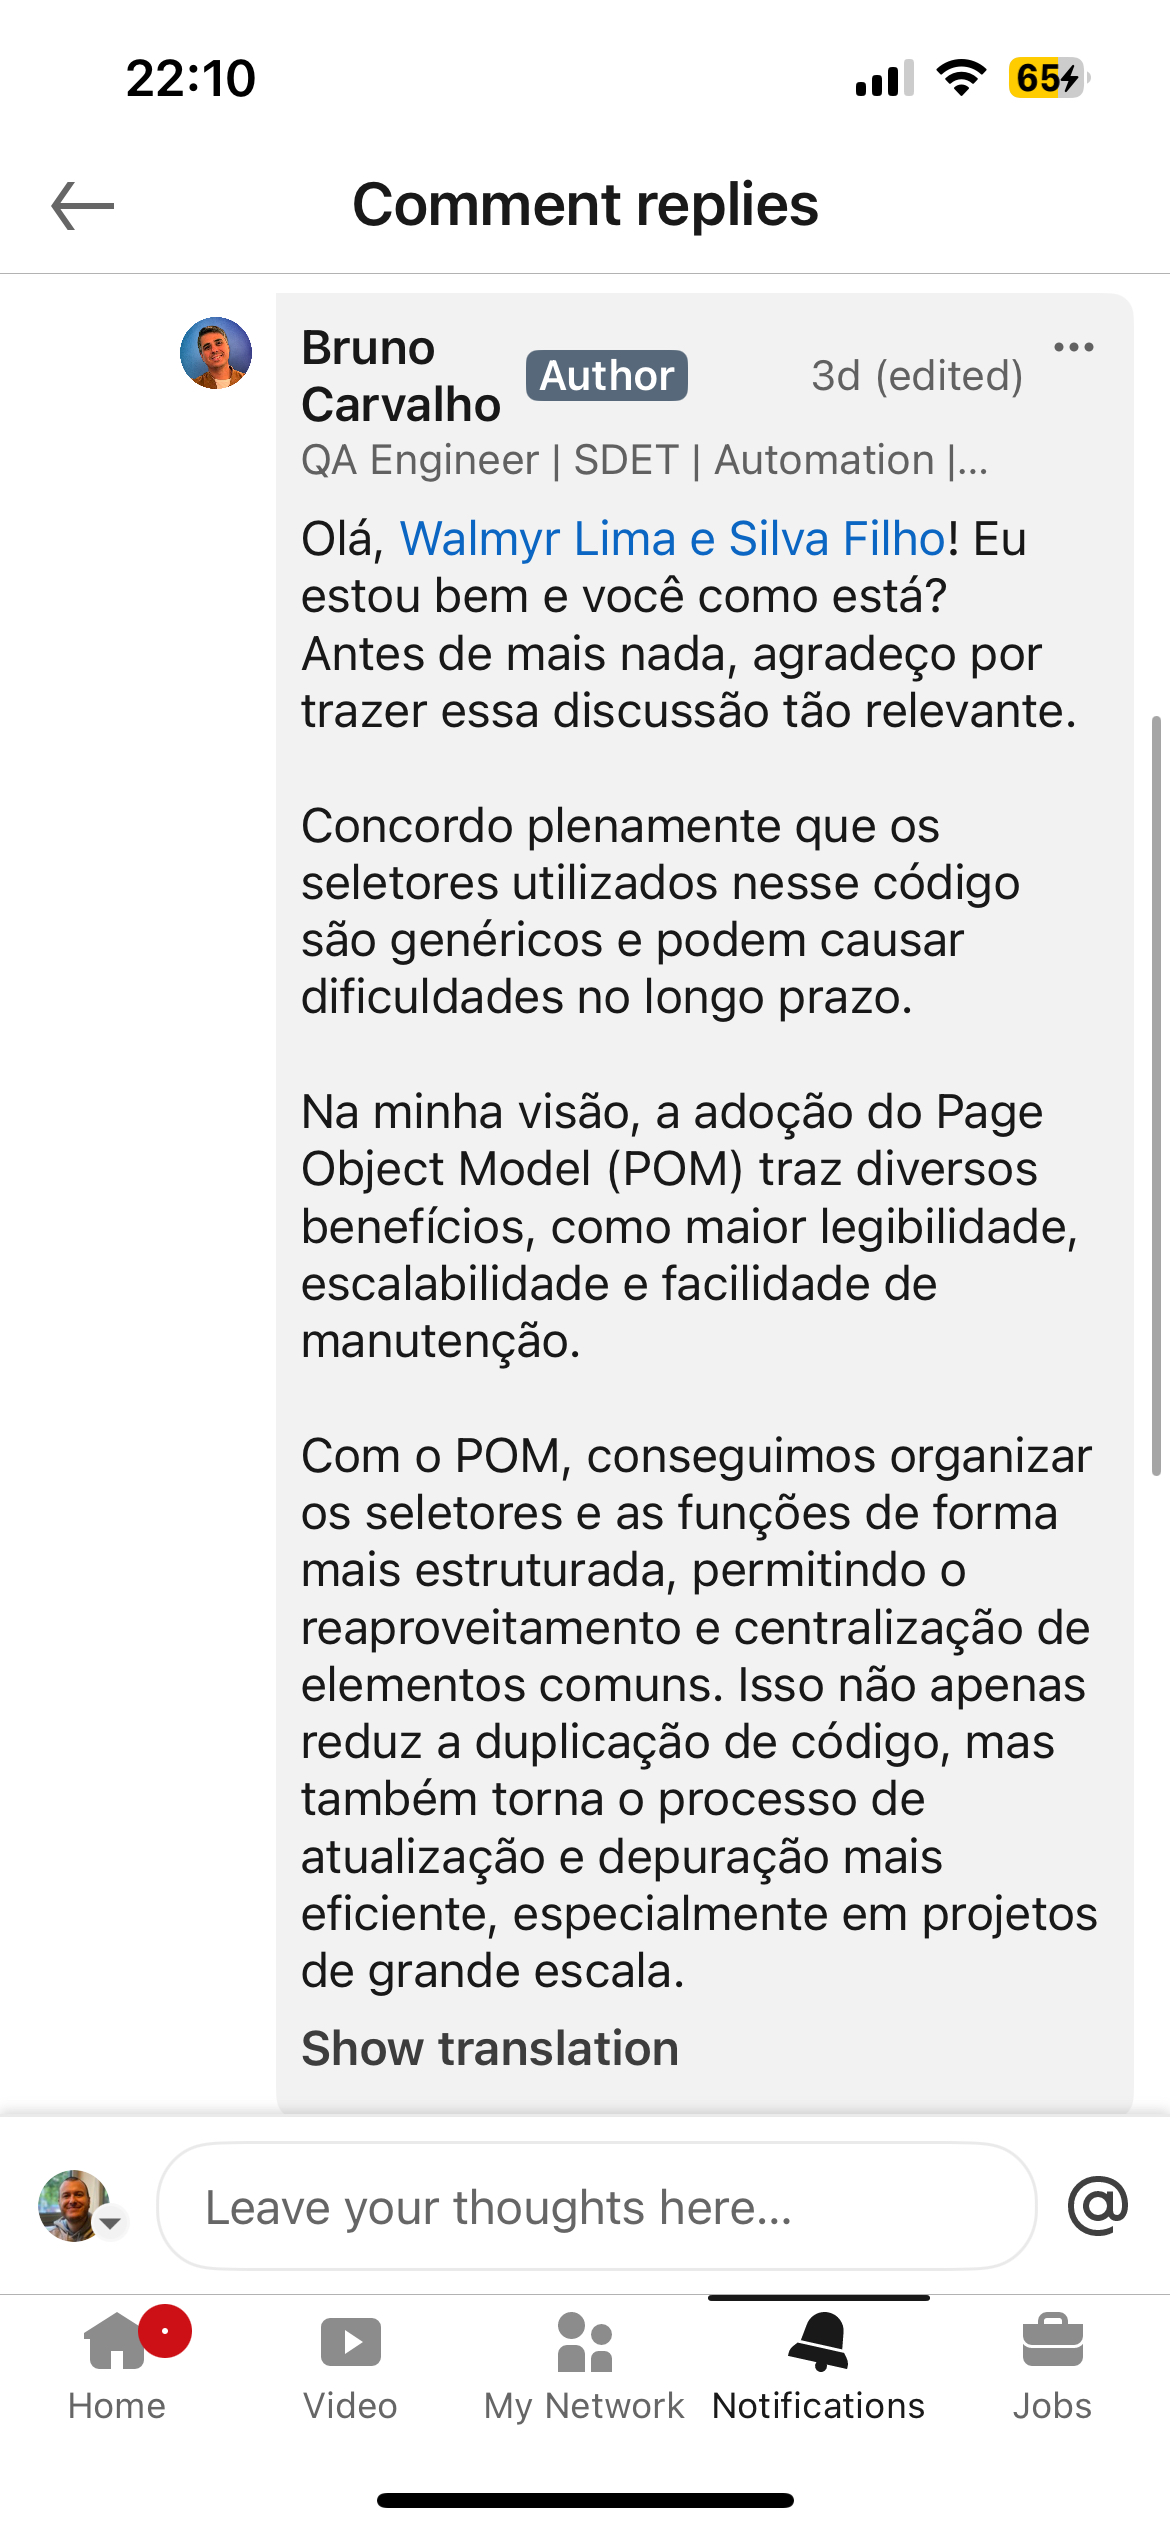 22:10
65
Comment replies
Bruno
Carvalho
Author
3d (edited)
QA Engineer | SDET | Automation |...
Olá, Walmyr Lima e Silva Filho! Eu
estou bem e você como está?
Antes de mais nada, agradeço por
trazer essa discussão tão relevante.
Concordo plenamente que os
seletores utilizados nesse código
são genéricos e podem causar
dificuldades no longo prazo.
Na minha visão, a adoção do Page
Object Model (POM) traz diversos
benefícios, como maior legibilidade,
escalabilidade e facilidade de
manutenção.
Com o POM, conseguimos organizar
os seletores e as funções de forma
mais estruturada, permitindo o
reaproveitamento e centralização de
elementos comuns. Isso não apenas
reduz a duplicação de código, mas
também torna o processo de
atualização e depuração mais
eficiente, especialmente em projetos
de grande escala.
Show translation
Leave your thoughts here...
@
Home
Video
My Network
Notifications
Jobs